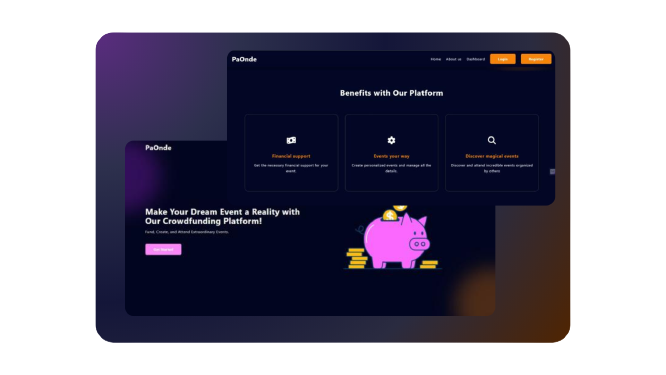 PaOnde
Home About us Dashboard Login Register
Benefits with Our Platform
Financial support
Get the necessary financial support for your
event.
Events your way
Create personalized events and manage all the
details.
Discover magical events
Discover and attend incredible events organized
by others
PaOnde
Make Your Dream Event a Reality with
Our Crowdfunding Platform!
Fund, Create, and Attend Extraordinary Events.
Get Started